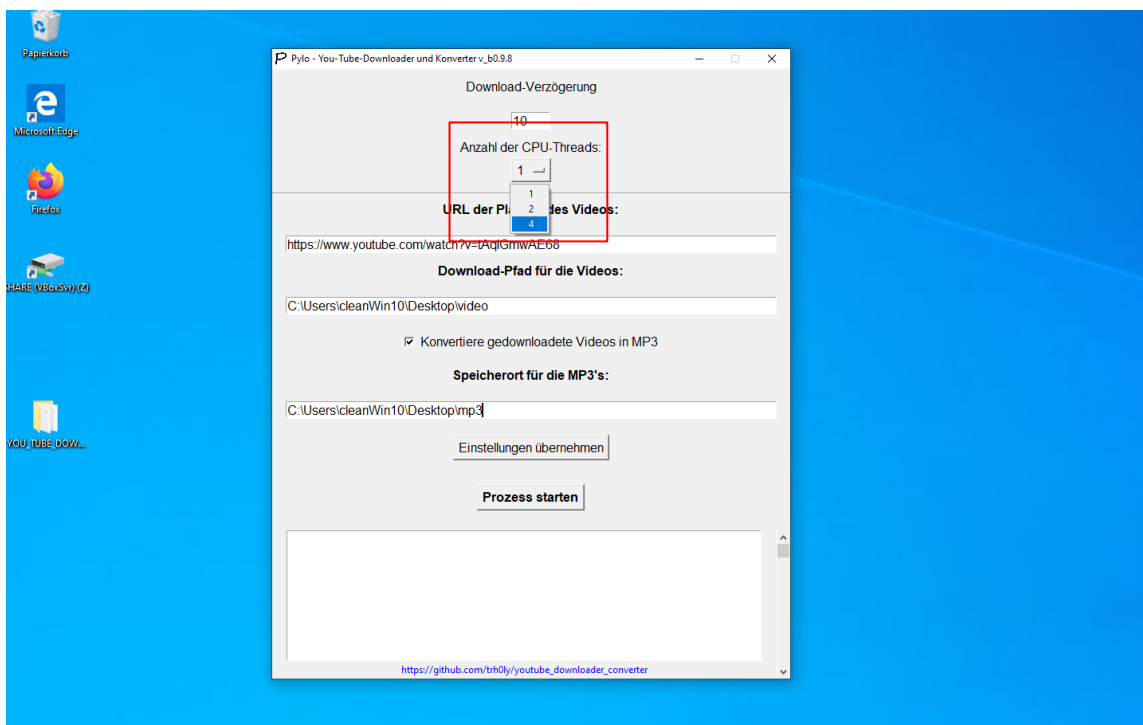 Papierkorb
Microsoft Edge
Firefox
SHARE (VBoxSvr) (Z)
YOU_TUBE_DOW...
Pylo - You-Tube-Downloader und Konverter v_b0.9.8
Download-Verzögerung
10
Anzahl der CPU-Threads:
1
1
2
4
URL der Pl des Videos:
https://www.youtube.com/watch?v=tAqIGmwAE68
Download-Pfad für die Videos:
C:\Users\cleanWin10\Desktop\video
Konvertiere gedownloadete Videos in MP3
Speicherort für die MP3's:
C:\Users\cleanWin10\Desktop\mp3
Einstellungen übernehmen
Prozess starten
https://github.com/trh0ly/youtube_downloader_converter